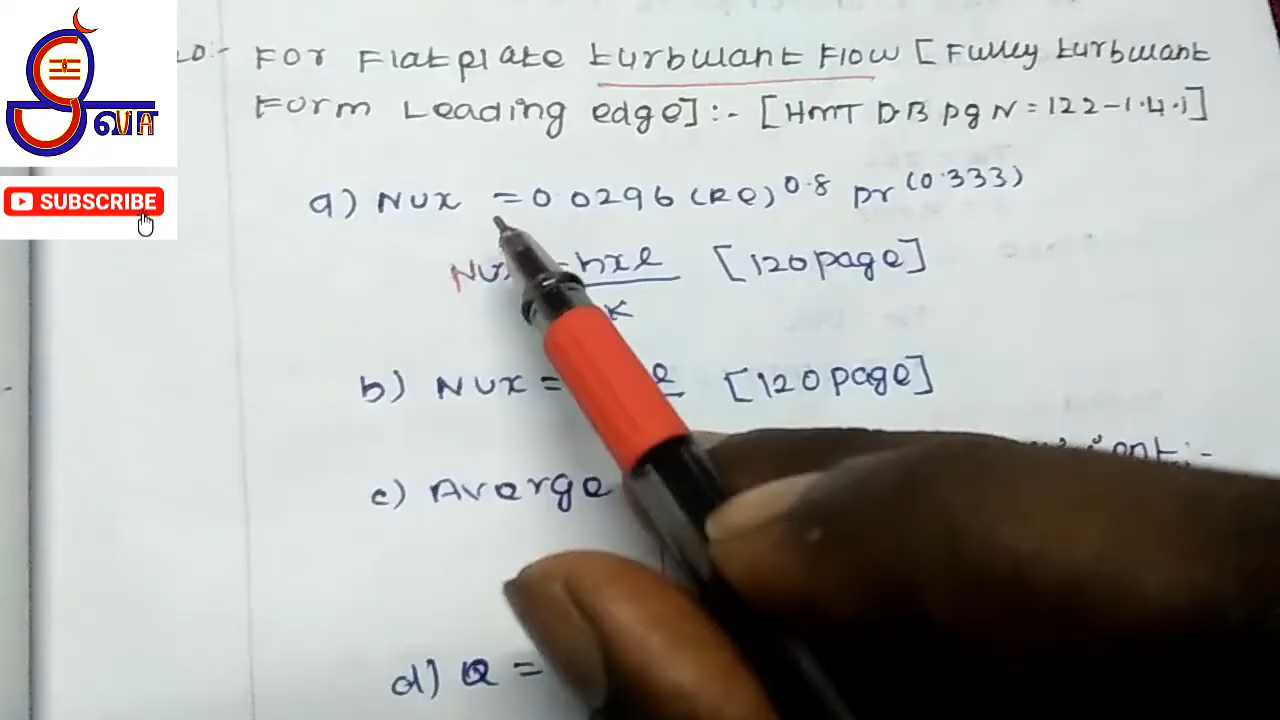 வா
SUBSCRIBE
For Flatplate turbulant Flow [Fully turbulant
Form Leading edge]:- [HMT DB pg N = 122-1.4.1]
a) Nux = 0.0296 (Re)^0.8 pr^(0.333)
= hxl [120 page]
K
b) Nux = [120 page]
c) Averge
d) Q =